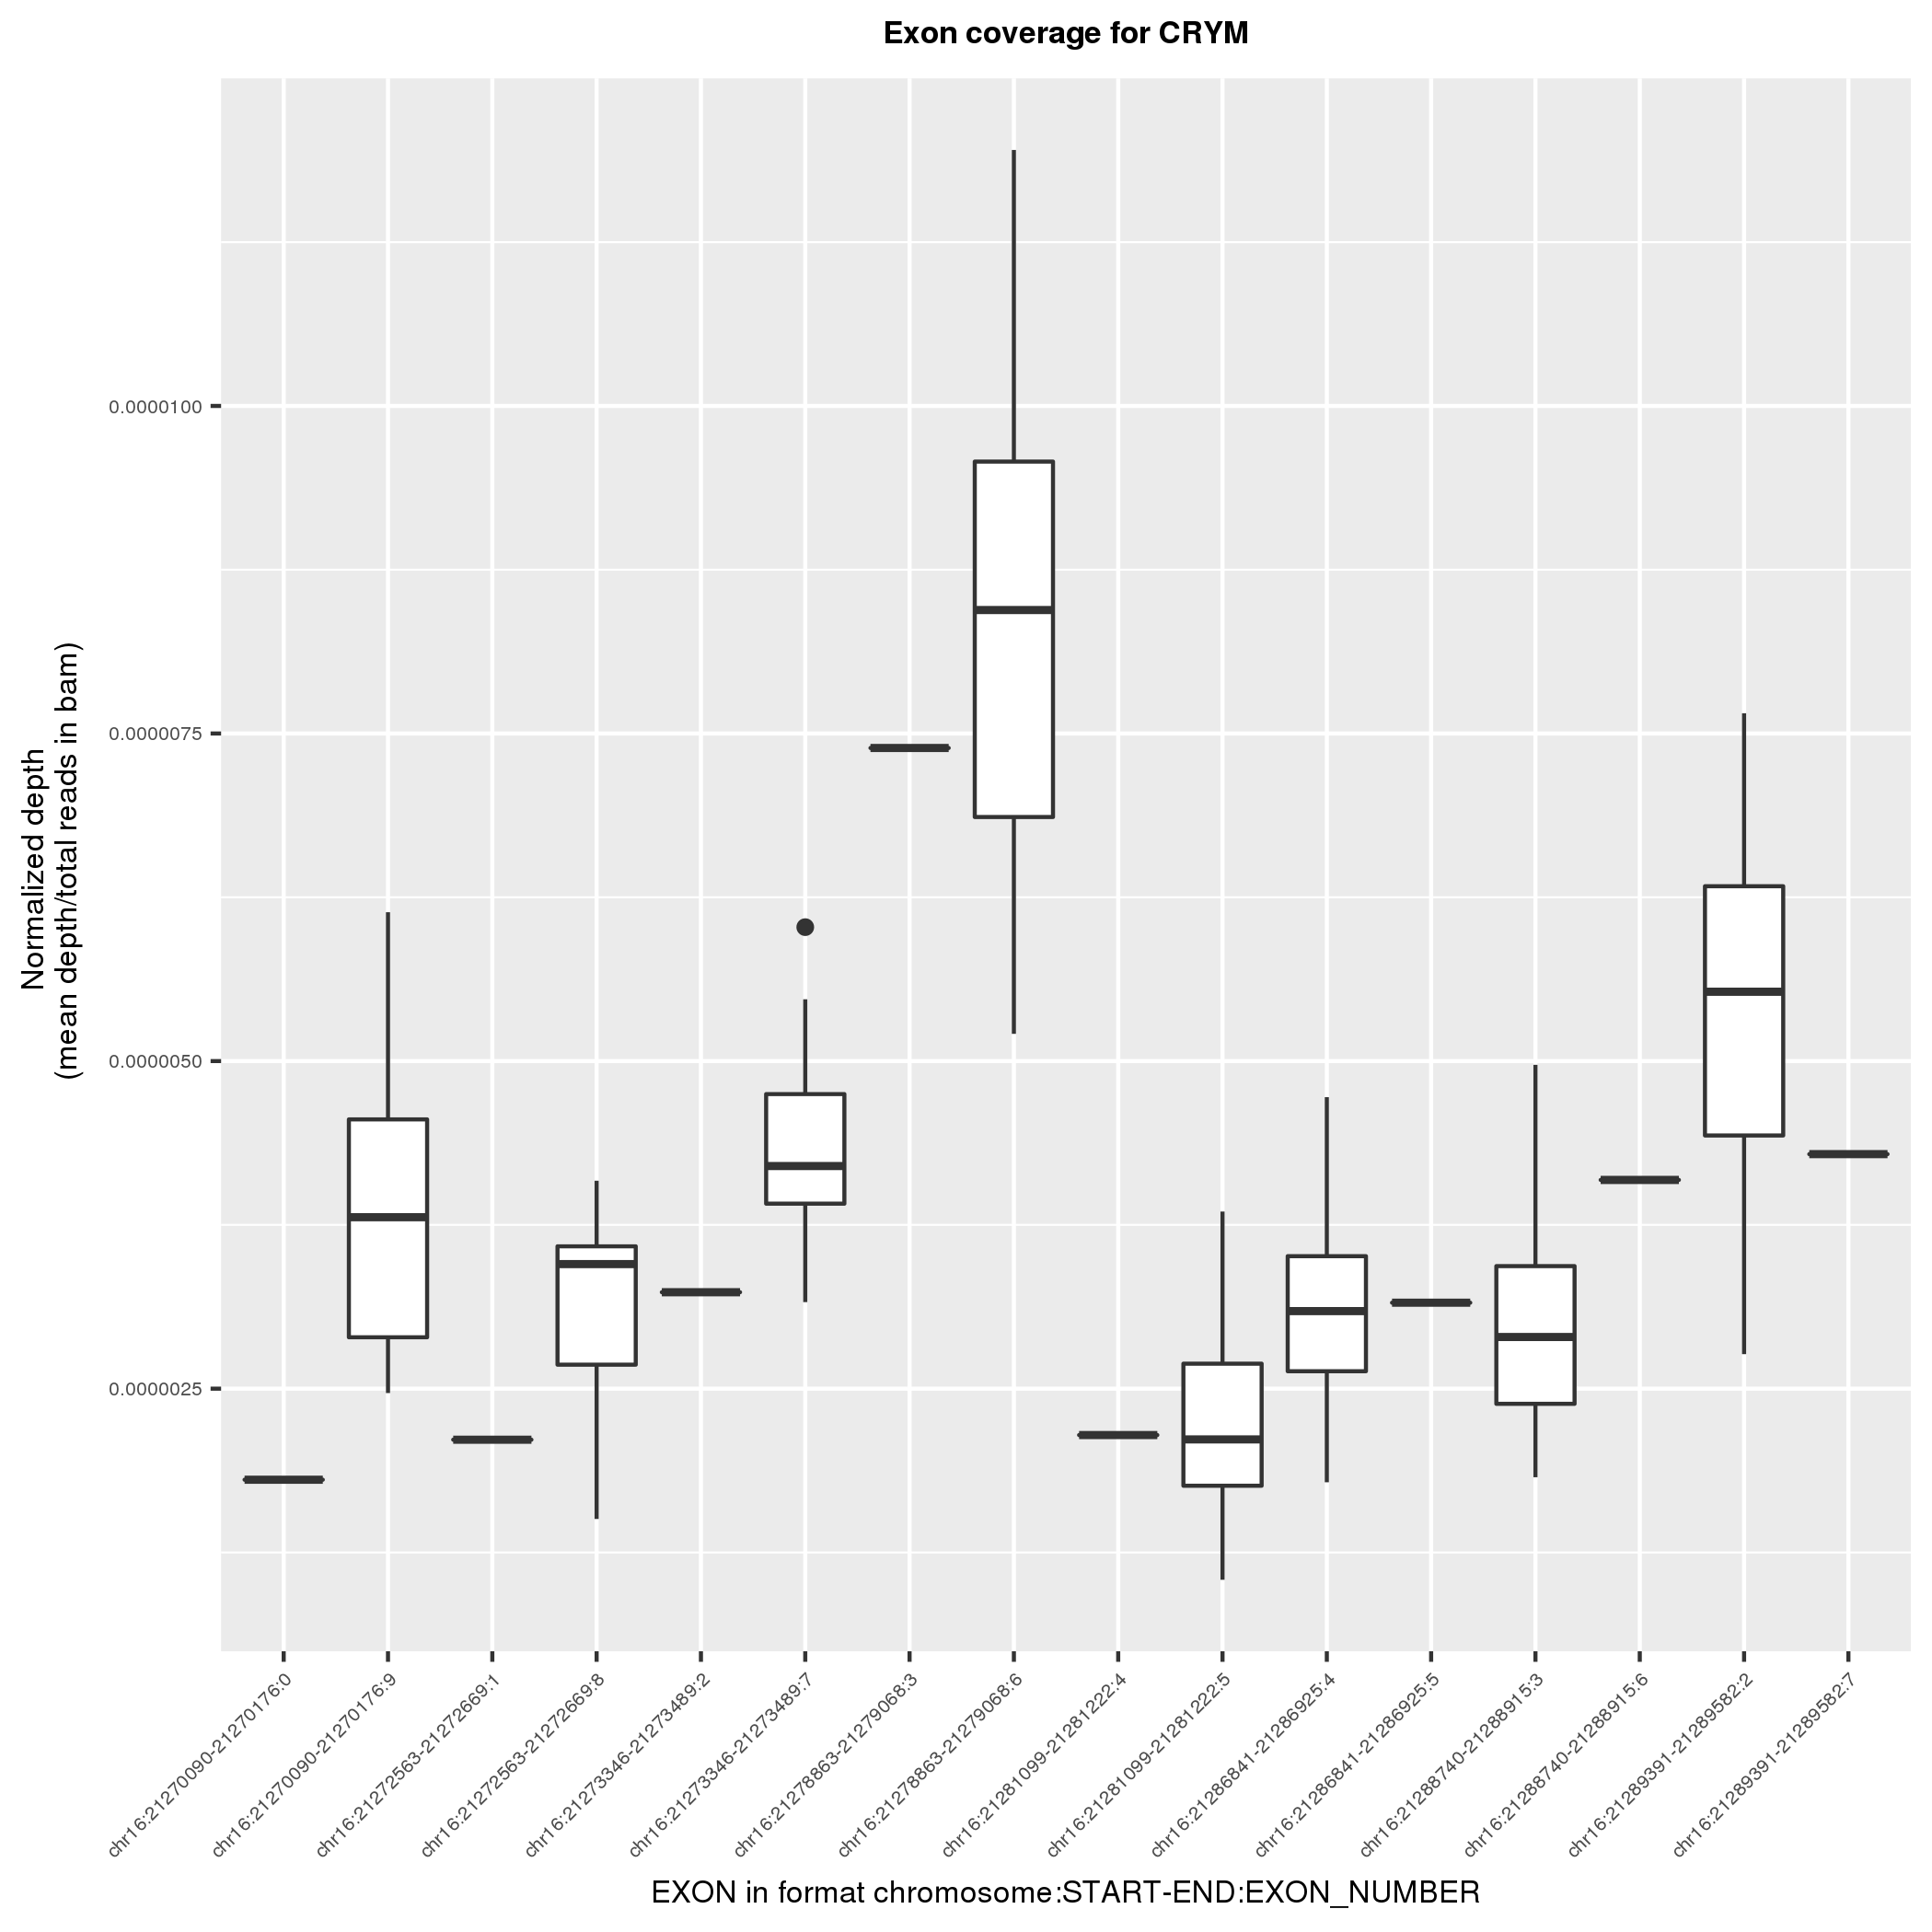 Exon coverage for CRYM
Normalized depth
(mean depth/total reads in bam)
0.0000100
0.0000075
0.0000050
0.0000025
chr16:21270090-21270176:0
chr16:21270090-21270176:9
chr16:21272563-21272669:1
chr16:21272563-21272669:8
chr16:21273346-21273489:2
chr16:21273346-21273489:7
chr16:21278863-21279068:3
chr16:21278863-21279068:6
chr16:21281099-21281222:4
chr16:21281099-21281222:5
chr16:21286841-21286925:4
chr16:21286841-21286925:5
chr16:21288740-21288915:3
chr16:21288740-21288915:6
chr16:21289391-21289582:2
chr16:21289391-21289582:7
EXON in format chromosome:START-END:EXON_NUMBER